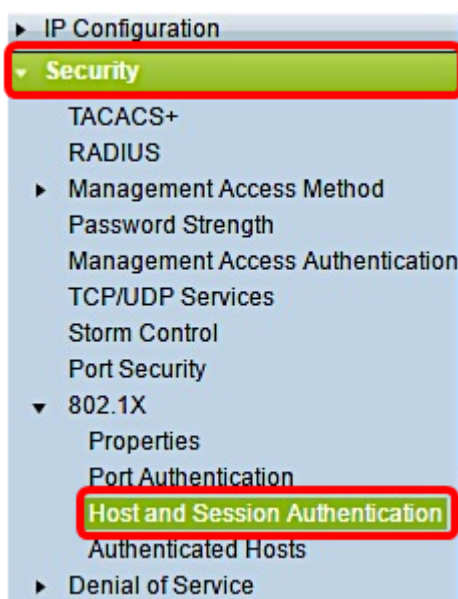 IP Configuration
Security
TACACS+
RADIUS
Management Access Method
Password Strength
Management Access Authentication
TCP/UDP Services
Storm Control
Port Security
802.1X
Properties
Port Authentication
Host and Session Authentication
Authenticated Hosts
Denial of Service